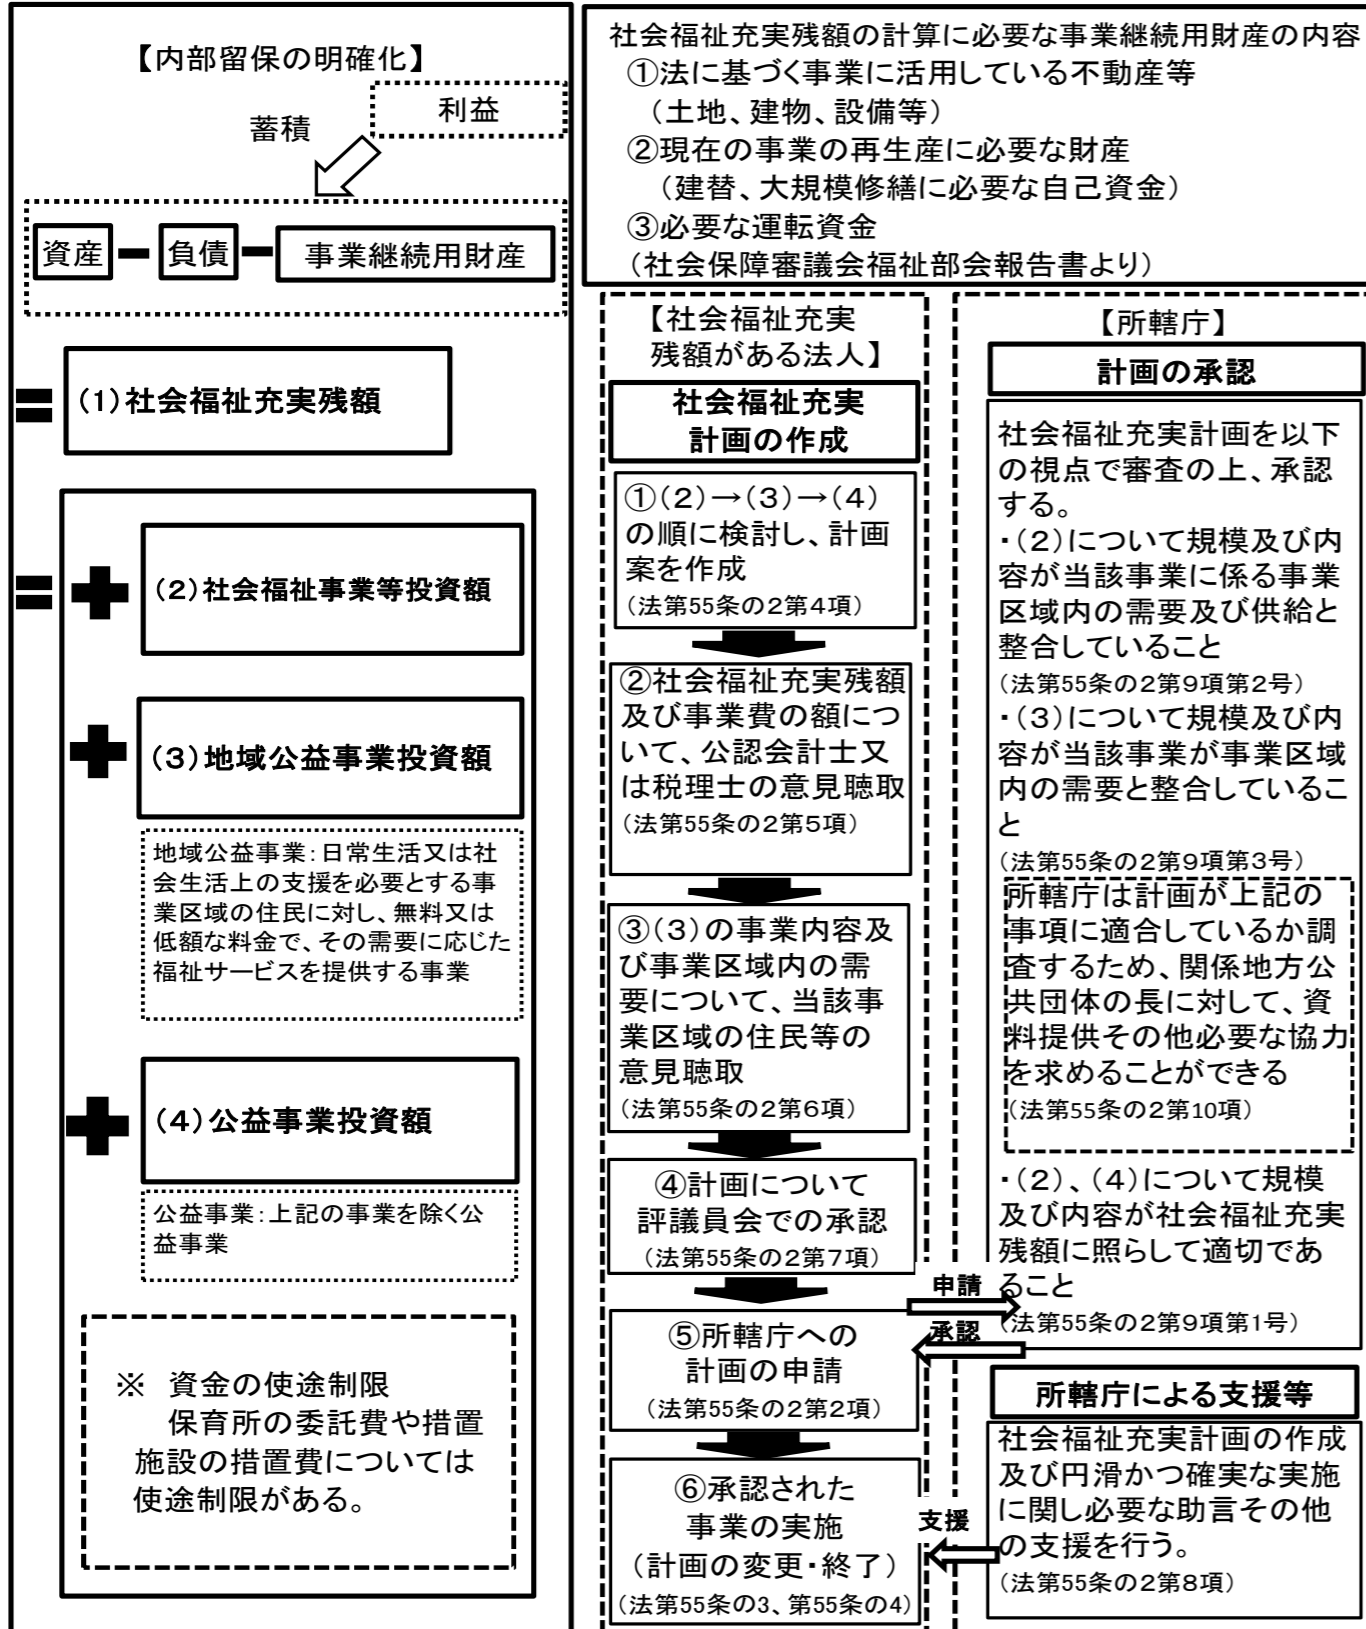 【内部留保の明確化】
利益
蓄積
資産
負債
事業継続用財産
(1)社会福祉充実残額
(2)社会福祉事業等投資額
(3)地域公益事業投資額
地域公益事業：日常生活又は社
会生活上の支援を必要とする事
業区域の住民に対し、無料又は
低額な料金で、その需要に応じた
福祉サービスを提供する事業
(4)公益事業投資額
公益事業：上記の事業を除く公
益事業
※　資金の使途制限
保育所の委託費や措置
施設の措置費については
使途制限がある。
社会福祉充実残額の計算に必要な事業継続用財産の内容
①法に基づく事業に活用している不動産等
（土地、建物、設備等）
②現在の事業の再生産に必要な財産
（建替、大規模修繕に必要な自己資金）
③必要な運転資金
（社会保障審議会福祉部会報告書より）
【社会福祉充実
残額がある法人】
社会福祉充実
計画の作成
①(2)→(3)→(4)
の順に検討し、計画
案を作成
（法第55条の2第4項）
②社会福祉充実残額
及び事業費の額につ
いて、公認会計士又
は税理士の意見聴取
（法第55条の2第5項）
③(3)の事業内容及
び事業区域内の需
要について、当該事
業区域の住民等の
意見聴取
（法第55条の2第6項）
④計画について
評議員会での承認
（法第55条の2第7項）
⑤所轄庁への
計画の申請
（法第55条の2第2項）
⑥承認された
事業の実施
（計画の変更・終了）
（法第55条の3、第55条の4）
申請
承認
支援
【所轄庁】
計画の承認
社会福祉充実計画を以下
の視点で審査の上、承認
する。
・(2)について規模及び内
容が当該事業に係る事業
区域内の需要及び供給と
整合していること
（法第55条の2第9項第2号）
・(3)について規模及び内
容が当該事業が事業区域
内の需要と整合しているこ
と
（法第55条の2第9項第3号）
所轄庁は計画が上記の
事項に適合しているか調
査するため、関係地方公
共団体の長に対して、資
料提供その他必要な協力
を求めることができる
（法第55条の2第10項）
・(2)、(4)について規模
及び内容が社会福祉充実
残額に照らして適切であ
ること
（法第55条の2第9項第1号）
所轄庁による支援等
社会福祉充実計画の作成
及び円滑かつ確実な実施
に関し必要な助言その他
の支援を行う。
（法第55条の2第8項）